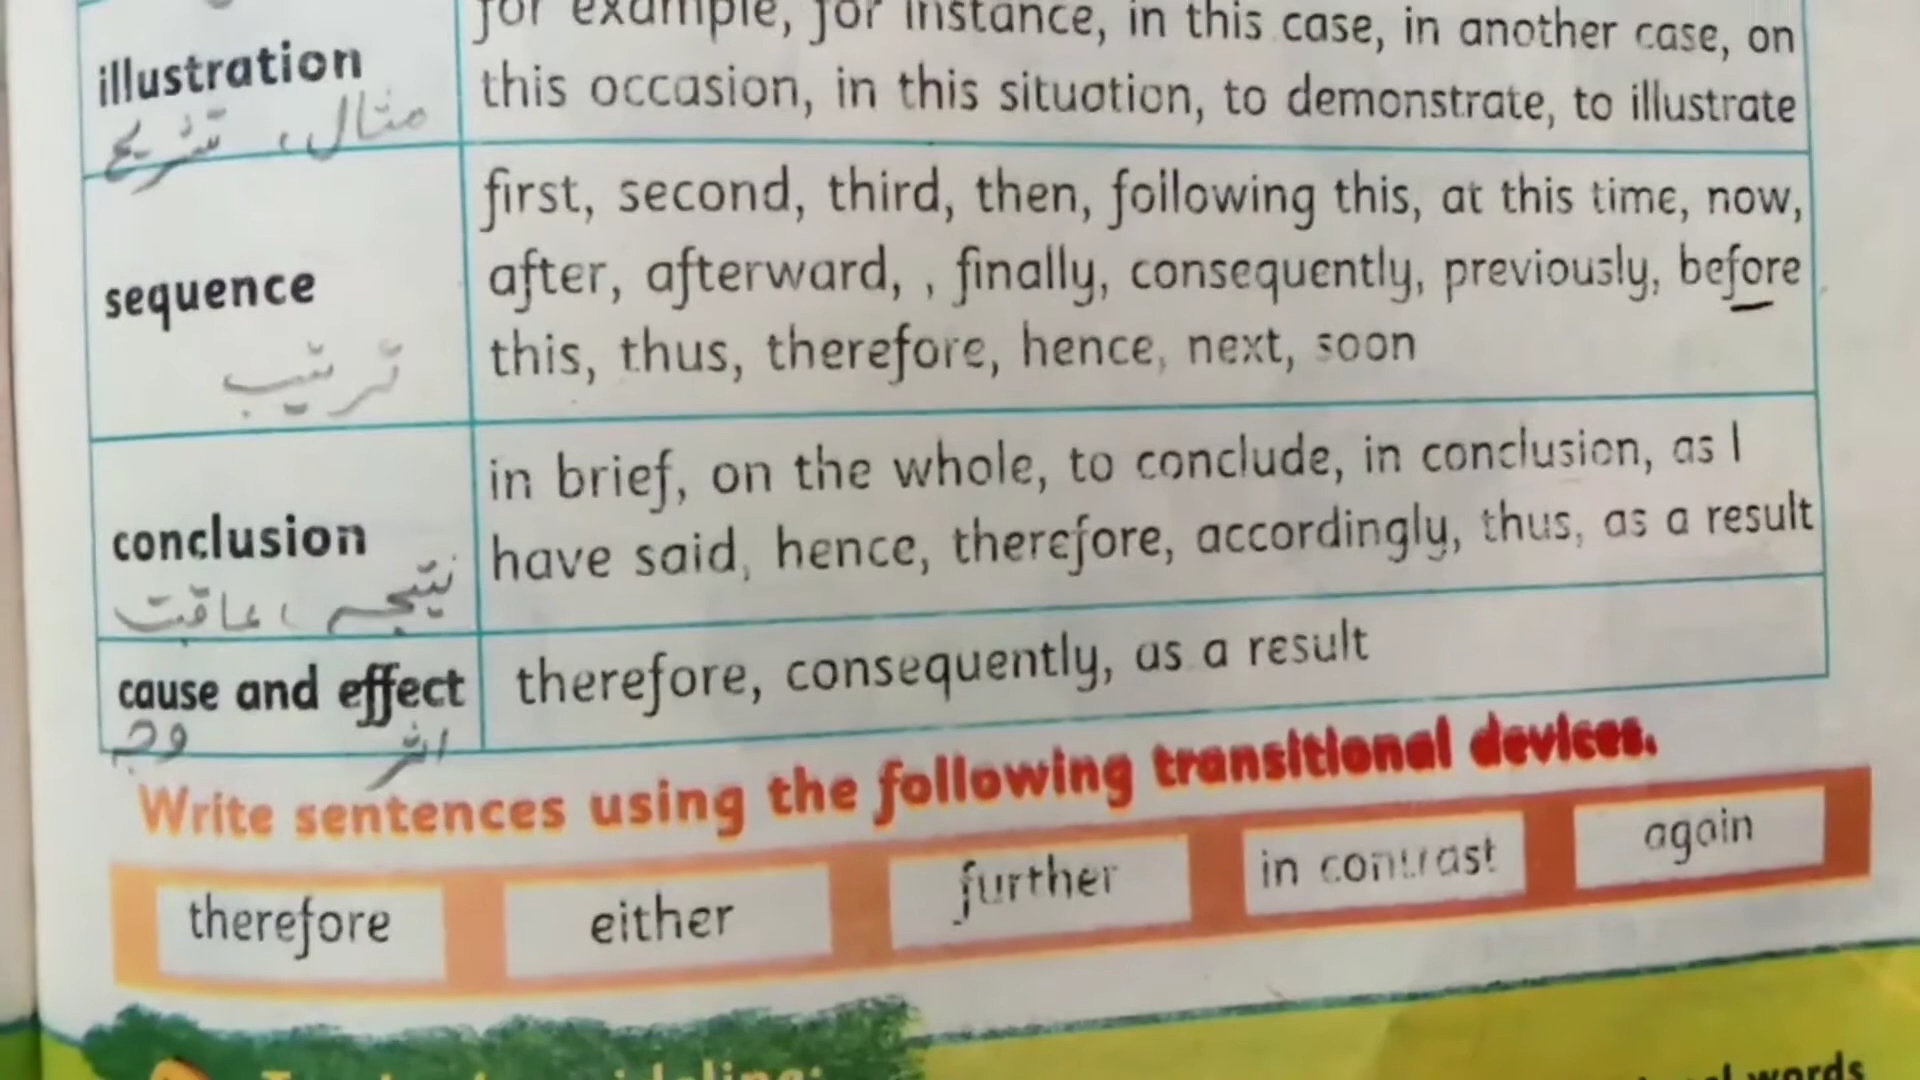 for example, for instance, in this case, in another case, on
illustration
this occasion, in this situation, to demonstrate, to illustrate
مثال، تشریح
first, second, third, then, following this, at this time, now,
sequence
after, afterward, , finally, consequently, previously, before
this, thus, therefore, hence, next, soon
ترتیب
in brief, on the whole, to conclude, in conclusion, as I
conclusion
have said, hence, therefore, accordingly, thus, as a result
نتیجہ، عاقبت
cause and effect
therefore, consequently, as a result
وجہ
اثر
Write sentences using the following transitional devices.
therefore
either
further
in contrast
again
words